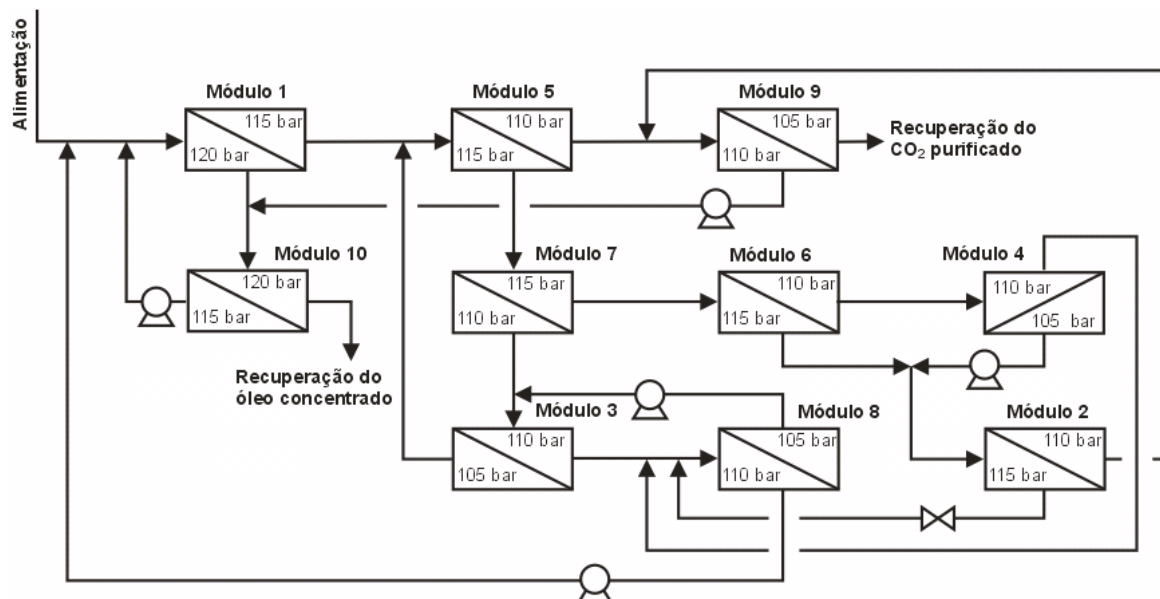 Alimentação
Módulo 1
115 bar
120 bar
Módulo 5
110 bar
115 bar
Módulo 9
105 bar
110 bar
Recuperação do
CO₂ purificado
Módulo 10
120 bar
115 bar
Recuperação do
óleo concentrado
Módulo 7
115 bar
110 bar
Módulo 6
110 bar
115 bar
Módulo 4
110 bar
105 bar
Módulo 3
110 bar
105 bar
Módulo 8
105 bar
110 bar
Módulo 2
110 bar
115 bar